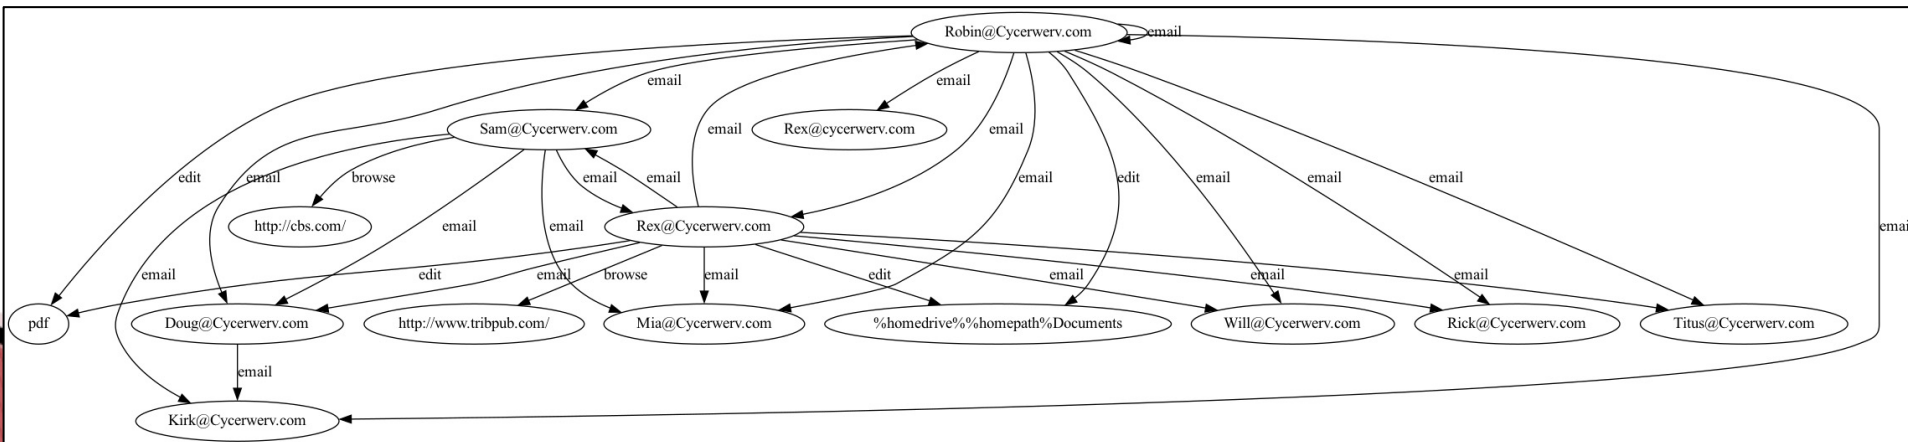 Robin@Cycerwerv.com
email
email
email
Sam@Cycerwerv.com
Rex@cycerwerv.com
email
email
edit
email
browse
email
email
email
email
edit
email
email
email
http://cbs.com/
Rex@Cycerwerv.com
email
email
emai
email
edit
email
browse
email
edit
email
email
email
pdf
Doug@Cycerwerv.com
http://www.tribpub.com/
Mia@Cycerwerv.com
%homedrive%%homepath%Documents
Will@Cycerwerv.com
Rick@Cycerwerv.com
Titus@Cycerwerv.com
email
Kirk@Cycerwerv.com